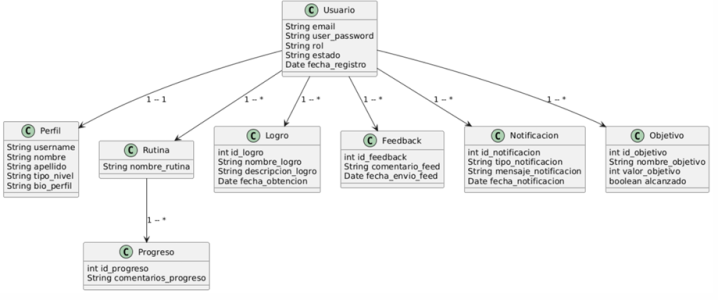 C Usuario
String email
String user_password
String rol
String estado
Date fecha_registro
1 -- 1
1 -- *
1 -- *
1 -- *
1 -- *
1 -- *
C Perfil
String username
String nombre
String apellido
String tipo_nivel
String bio_perfil
C Rutina
String nombre_rutina
C Logro
int id_logro
String nombre_logro
String descripcion_logro
Date fecha_obtencion
C Feedback
int id_feedback
String comentario_feed
Date fecha_envio_feed
C Notificacion
int id_notificacion
String tipo_notificacion
String mensaje_notificacion
Date fecha_notificacion
C Objetivo
int id_objetivo
String nombre_objetivo
int valor_objetivo
boolean alcanzado
1 -- *
C Progreso
int id_progreso
String comentarios_progreso